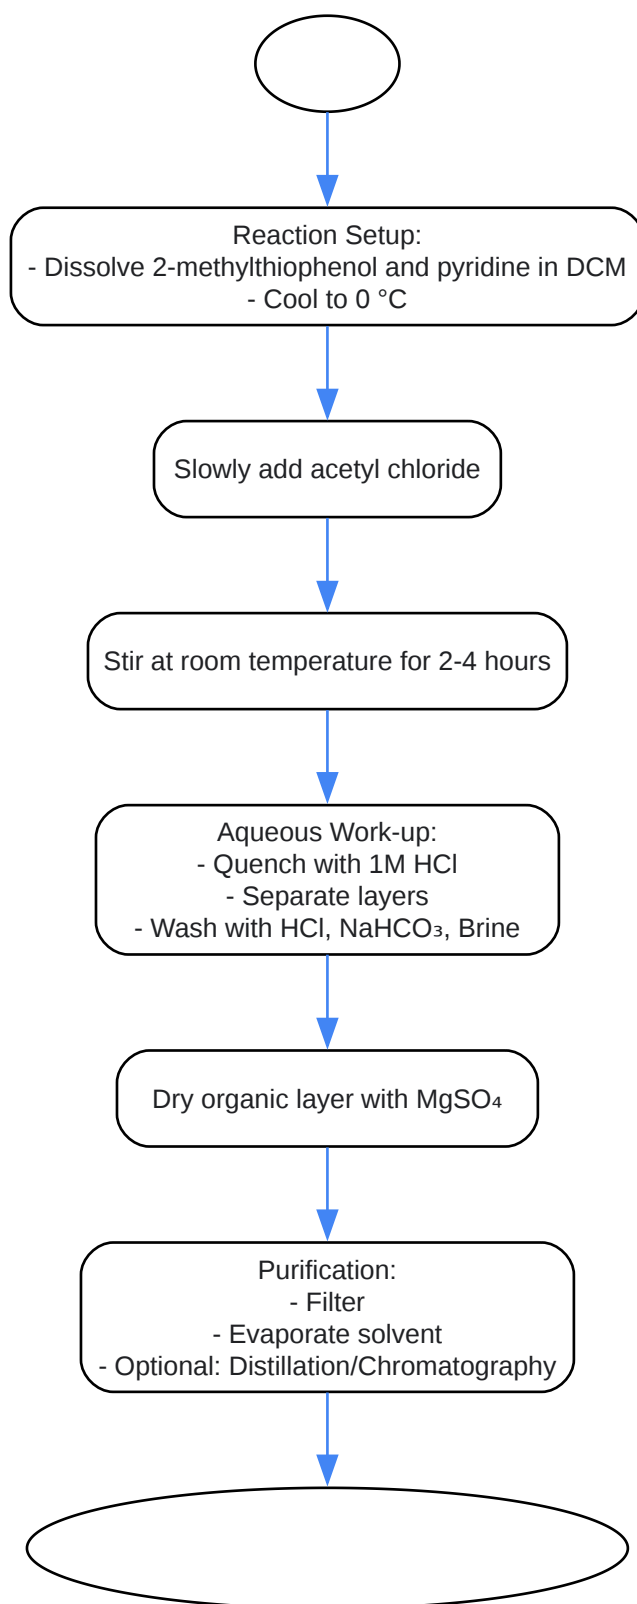 Reaction Setup:
- Dissolve 2-methylthiophenol and pyridine in DCM
- Cool to 0 °C
Slowly add acetyl chloride
Stir at room temperature for 2-4 hours
Aqueous Work-up:
- Quench with 1M HCl
- Separate layers
- Wash with HCl, NaHCO₃, Brine
Dry organic layer with MgSO₄
Purification:
- Filter
- Evaporate solvent
- Optional: Distillation/Chromatography